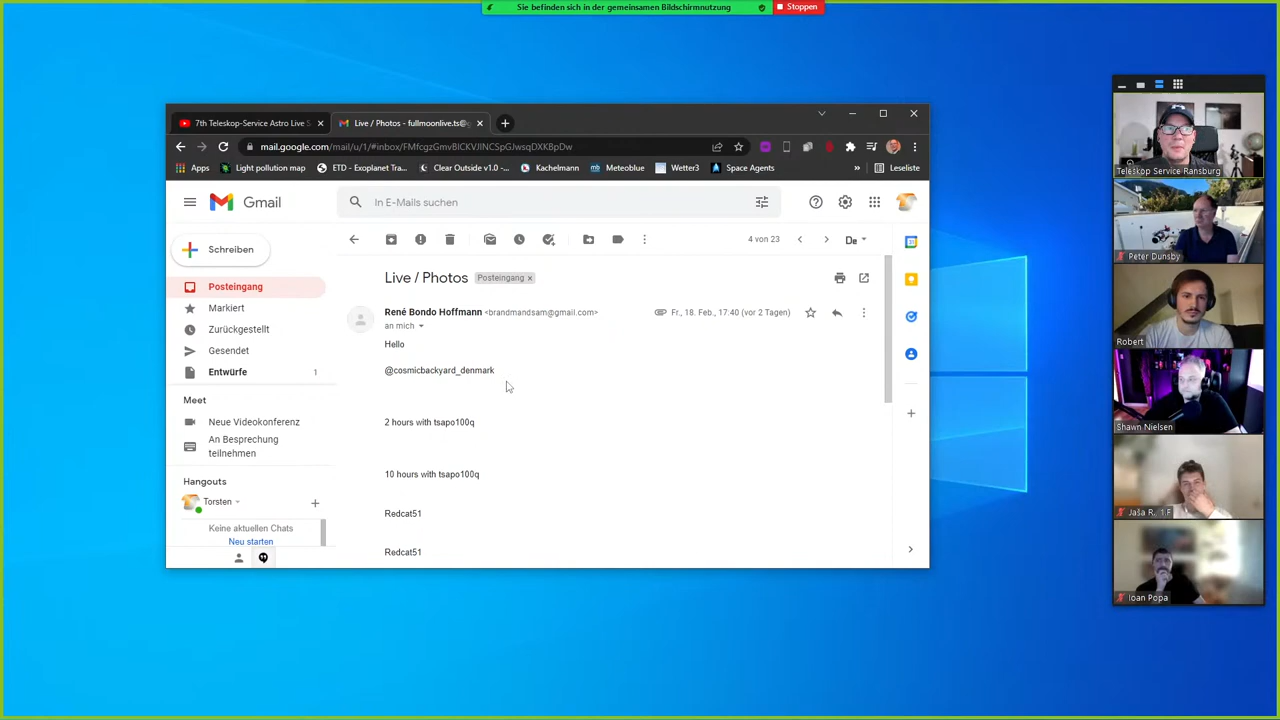 Sie befinden sich in der gemeinsamen Bildschirmnutzung
Stoppen
7th Teleskop-Service Astro Live S
Live / Photos - fullmoonlive.ts@g
mail.google.com/mail/u/1/#inbox/FMfcgzGmvBlCKVJlNCSpGJwsqDXKBpDw
Apps
Light pollution map
ETD - Exoplanet Tra...
Clear Outside v1.0 -...
Kachelmann
Meteoblue
Wetter3
Space Agents
»
Leseliste
Gmail
In E-Mails suchen
Schreiben
4 von 23
De
Posteingang
Markiert
Zurückgestellt
Gesendet
Entwürfe
1
Meet
Neue Videokonferenz
An Besprechung
teilnehmen
Hangouts
Torsten
Keine aktuellen Chats
Neu starten
Live / Photos
Posteingang x
René Bondo Hoffmann <brandmandsam@gmail.com>
Fr., 18. Feb., 17:40 (vor 2 Tagen)
an mich
Hello
@cosmicbackyard_denmark
2 hours with tsapo100q
10 hours with tsapo100q
Redcat51
Redcat51
Teleskop Service Ransburg
Peter Dunsby
Robert
Shawn Nielsen
Jaša R., 1.F
Ioan Popa